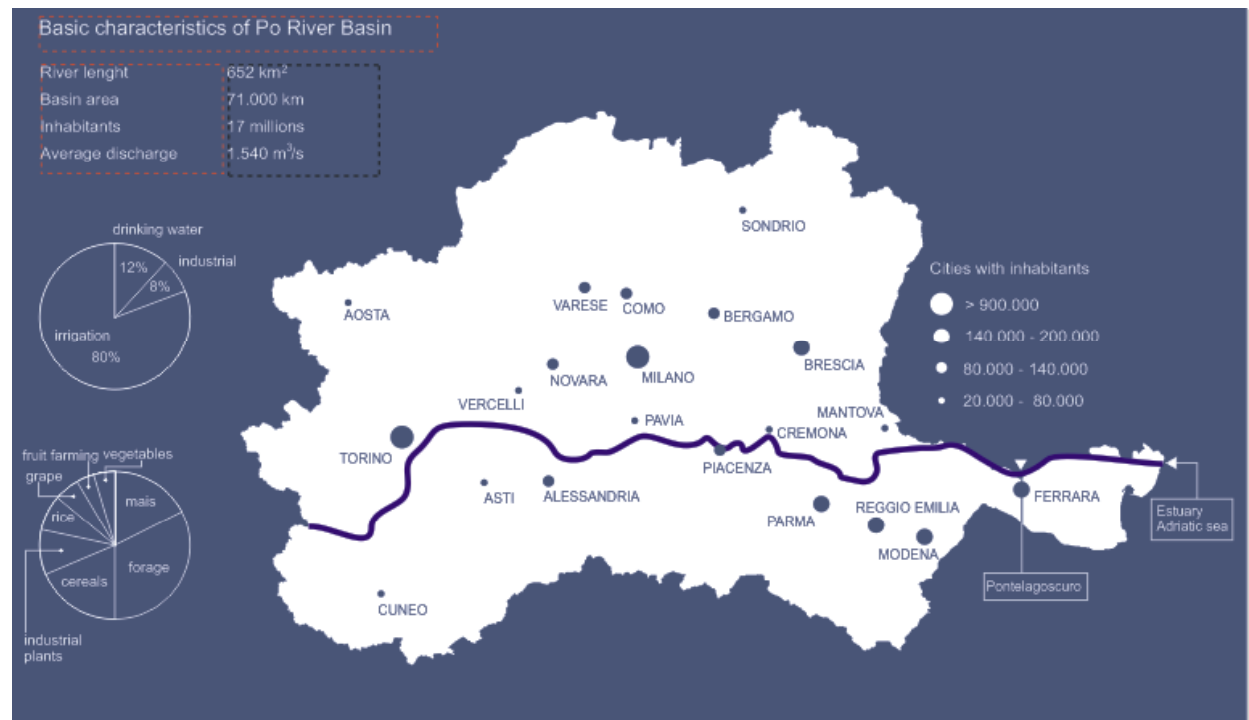 Basic characteristics of Po River Basin
River lenght 652 km²
Basin area 71.000 km
Inhabitants 17 millions
Average discharge 1.540 m³/s
drinking water
12%
industrial
8%
irrigation
80%
fruit farming
vegetables
grape
mais
rice
forage
cereals
industrial
plants
SONDRIO
AOSTA
VARESE
COMO
BERGAMO
BRESCIA
NOVARA
MILANO
VERCELLI
PAVIA
MANTOVA
CREMONA
TORINO
PIACENZA
ASTI
ALESSANDRIA
PARMA
REGGIO EMILIA
MODENA
FERRARA
CUNEO
Cities with inhabitants
> 900.000
140.000 - 200.000
80.000 - 140.000
20.000 - 80.000
Estuary
Adriatic sea
Pontelagoscuro